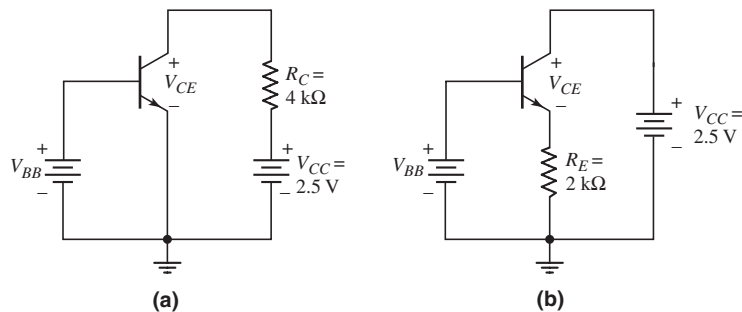 +
V_CE
−
R_C =
4 kΩ
+
V_BB
−
+
V_CC =
−
2.5 V
(a)
+
V_CE
−
+
V_CC =
−
2.5 V
+
V_BB
−
R_E =
2 kΩ
(b)